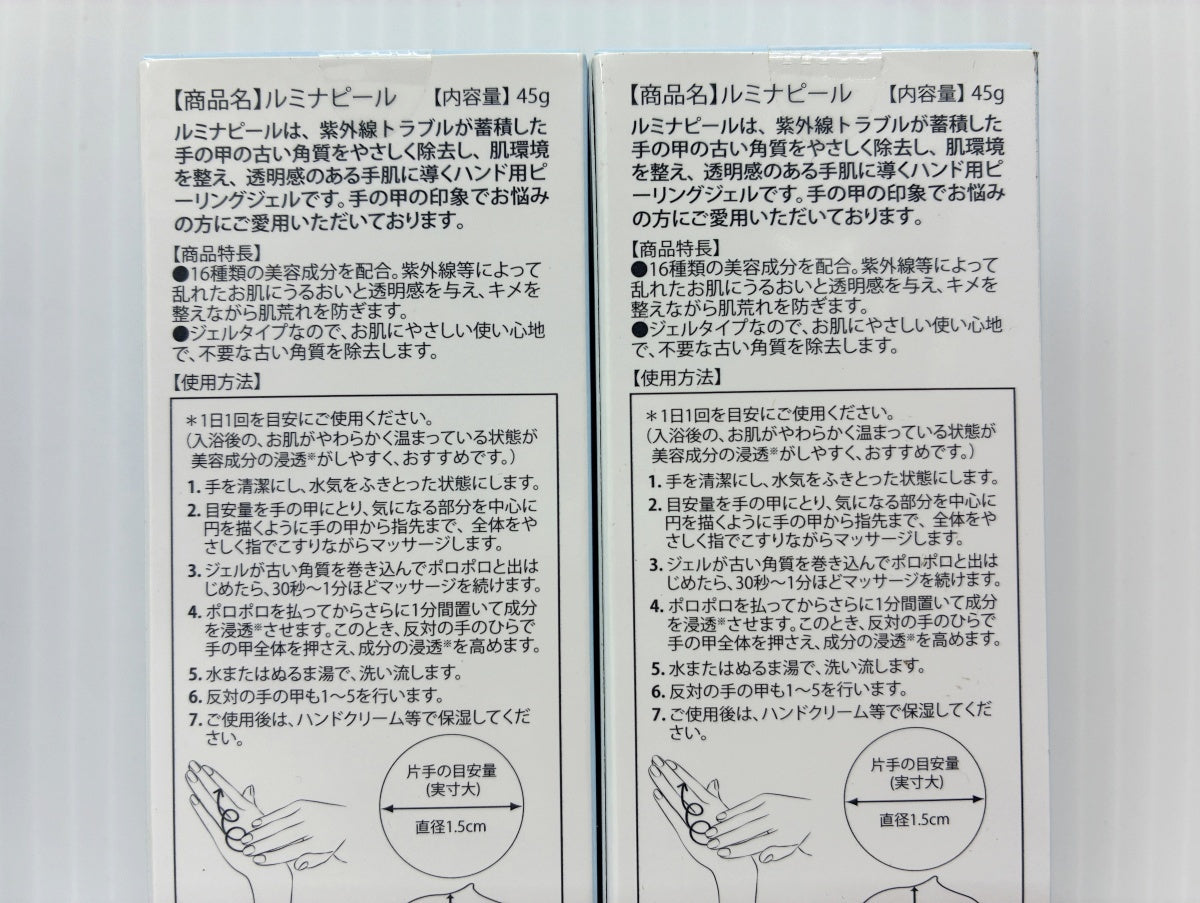 【商品名】ルミナピール 【内容量】45g
ルミナピールは、紫外線トラブルが蓄積した
手の甲の古い角質をやさしく除去し、肌環境
を整え、透明感のある手肌に導くハンド用ピ
ーリングジェルです。手の甲の印象でお悩み
の方にご愛用いただいております。
【商品特長】
●16種類の美容成分を配合。紫外線等によって
乱れたお肌にうるおいと透明感を与え、キメを
整えながら肌荒れを防ぎます。
●ジェルタイプなので、お肌にやさしい使い心地
で、不要な古い角質を除去します。
【使用方法】
＊1日1回を目安にご使用ください。
（入浴後の、お肌がやわらかく温まっている状態が
美容成分の浸透※がしやすく、おすすめです。）
1. 手を清潔にし、水気をふきとった状態にします。
2. 目安量を手の甲にとり、気になる部分を中心に
円を描くように手の甲から指先まで、全体をや
さしく指でこすりながらマッサージします。
3. ジェルが古い角質を巻き込んでポロポロと出は
じめたら、30秒～1分ほどマッサージを続けます。
4. ポロポロを払ってからさらに1分間置いて成分
を浸透※させます。このとき、反対の手のひらで
手の甲全体を押さえ、成分の浸透※を高めます。
5. 水またはぬるま湯で、洗い流します。
6. 反対の手の甲も1～5を行います。
7. ご使用後は、ハンドクリーム等で保湿してくだ
さい。
片手の目安量
(実寸大)
直径1.5cm
【商品名】ルミナピール 【内容量】45g
ルミナピールは、紫外線トラブルが蓄積した
手の甲の古い角質をやさしく除去し、肌環境
を整え、透明感のある手肌に導くハンド用ピ
ーリングジェルです。手の甲の印象でお悩み
の方にご愛用いただいております。
【商品特長】
●16種類の美容成分を配合。紫外線等によって
乱れたお肌にうるおいと透明感を与え、キメを
整えながら肌荒れを防ぎます。
●ジェルタイプなので、お肌にやさしい使い心地
で、不要な古い角質を除去します。
【使用方法】
＊1日1回を目安にご使用ください。
（入浴後の、お肌がやわらかく温まっている状態が
美容成分の浸透※がしやすく、おすすめです。）
1. 手を清潔にし、水気をふきとった状態にします。
2. 目安量を手の甲にとり、気になる部分を中心に
円を描くように手の甲から指先まで、全体をや
さしく指でこすりながらマッサージします。
3. ジェルが古い角質を巻き込んでポロポロと出は
じめたら、30秒～1分ほどマッサージを続けます。
4. ポロポロを払ってからさらに1分間置いて成分
を浸透※させます。このとき、反対の手のひらで
手の甲全体を押さえ、成分の浸透※を高めます。
5. 水またはぬるま湯で、洗い流します。
6. 反対の手の甲も1～5を行います。
7. ご使用後は、ハンドクリーム等で保湿してくだ
さい。
片手の目安量
(実寸大)
直径1.5cm